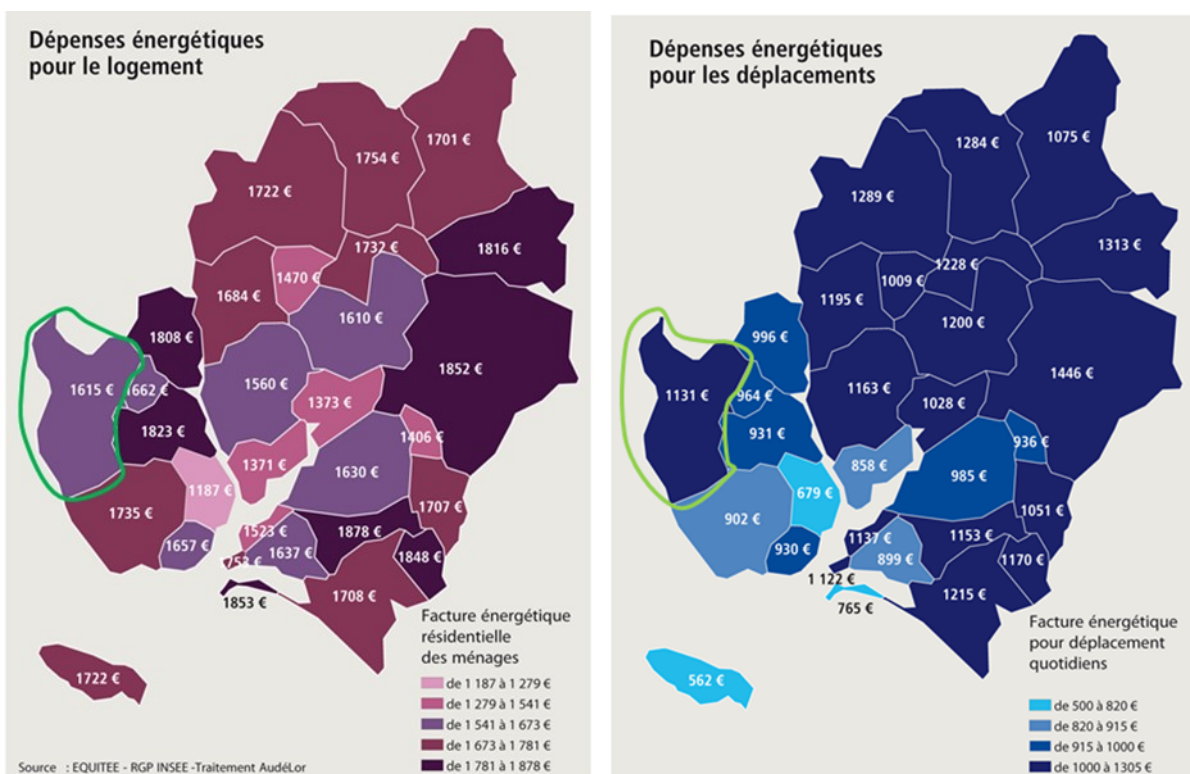 Dépenses énergétiques
pour le logement
1701 €
1754 €
1722 €
1732 €
1816 €
1470 €
1684 €
1610 €
1808 €
1852 €
1615 €
1662 €
1560 €
1373 €
1823 €
1406 €
1371 €
1630 €
1187 €
1707 €
1735 €
1523 €
1878 €
1657 €
1637 €
1848 €
1753 €
1708 €
1853 €
1722 €
Facture énergétique
résidentielle
des ménages
de 1 187 à 1 279 €
de 1 279 à 1 541 €
de 1 541 à 1 673 €
de 1 673 à 1 781 €
de 1 781 à 1 878 €
Source : EQUITEE - RGP INSEE -Traitement AudéLor
Dépenses énergétiques
pour les déplacements
1075 €
1284 €
1289 €
1313 €
1228 €
1009 €
1195 €
1200 €
996 €
1446 €
1131 €
964 €
1163 €
1028 €
931 €
936 €
858 €
985 €
679 €
1051 €
902 €
1137 €
1153 €
930 €
899 €
1170 €
1 122 €
1215 €
765 €
562 €
Facture énergétique
pour déplacement
quotidiens
de 500 à 820 €
de 820 à 915 €
de 915 à 1000 €
de 1000 à 1305 €